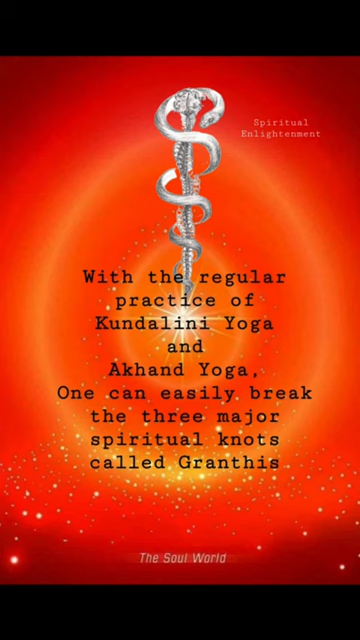 Spiritual
Enlightenment
With the regular
practice of
Kundalini Yoga
and
Akhand Yoga,
One can easily break
the three major
spiritual knots
called Granthis
The Soul World